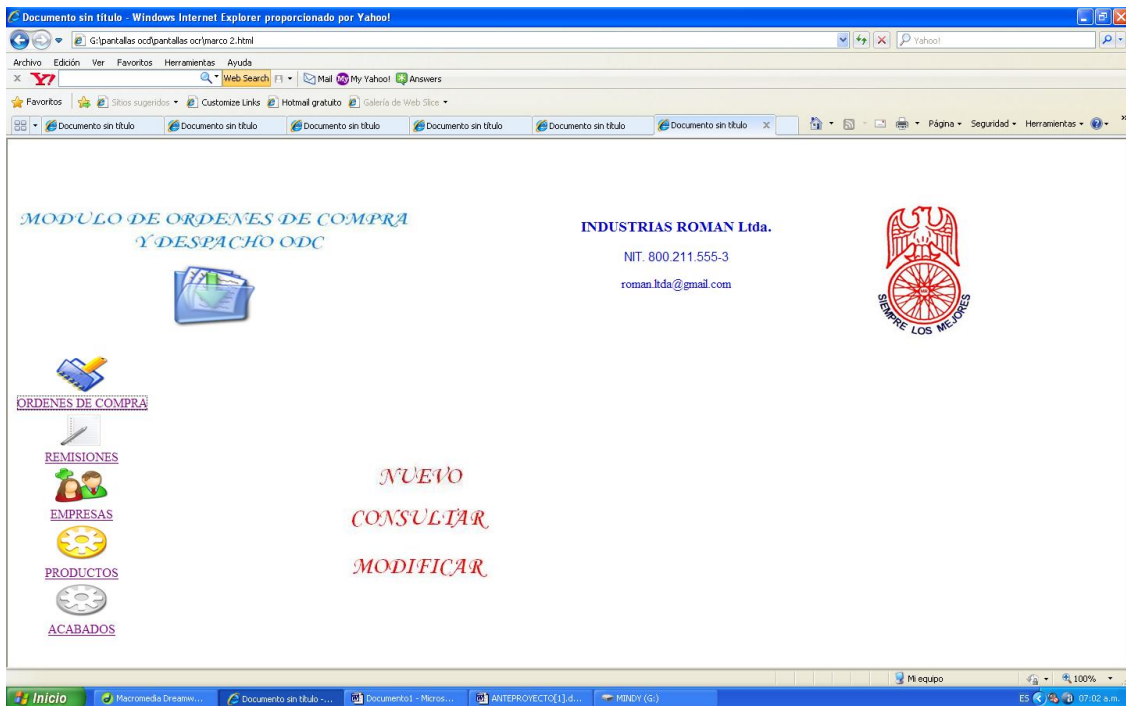 Documento sin título - Windows Internet Explorer proporcionado por Yahoo!
G:\pantallas ocd\pantallas ocr\marco 2.html
Yahoo!
Archivo Edición Ver Favoritos Herramientas Ayuda
X Y7 Web Search Mail My Yahoo! Answers
Favoritos Sitios sugeridos Customize Links Hotmail gratuito Galería de Web Slice
Documento sin título Documento sin título Documento sin título Documento sin título Documento sin título Documento sin título X Página Seguridad Herramientas
MODULO DE ORDENES DE COMPRA
Y DESPACHO ODC
INDUSTRIAS ROMAN Ltda.
NIT. 800.211.555-3
roman.ltda@gmail.com
SIEMPRE LOS MEJORES
ORDENES DE COMPRA
REMISIONES
EMPRESAS
PRODUCTOS
ACABADOS
NUEVO
CONSULTAR
MODIFICAR
Mi equipo 100%
Inicio Macromedia Dreamw... Documento sin título -... Documento1 - Micros... ANTEPROYECTO[1].d... MINDY (G:) ES 07:02 a.m.